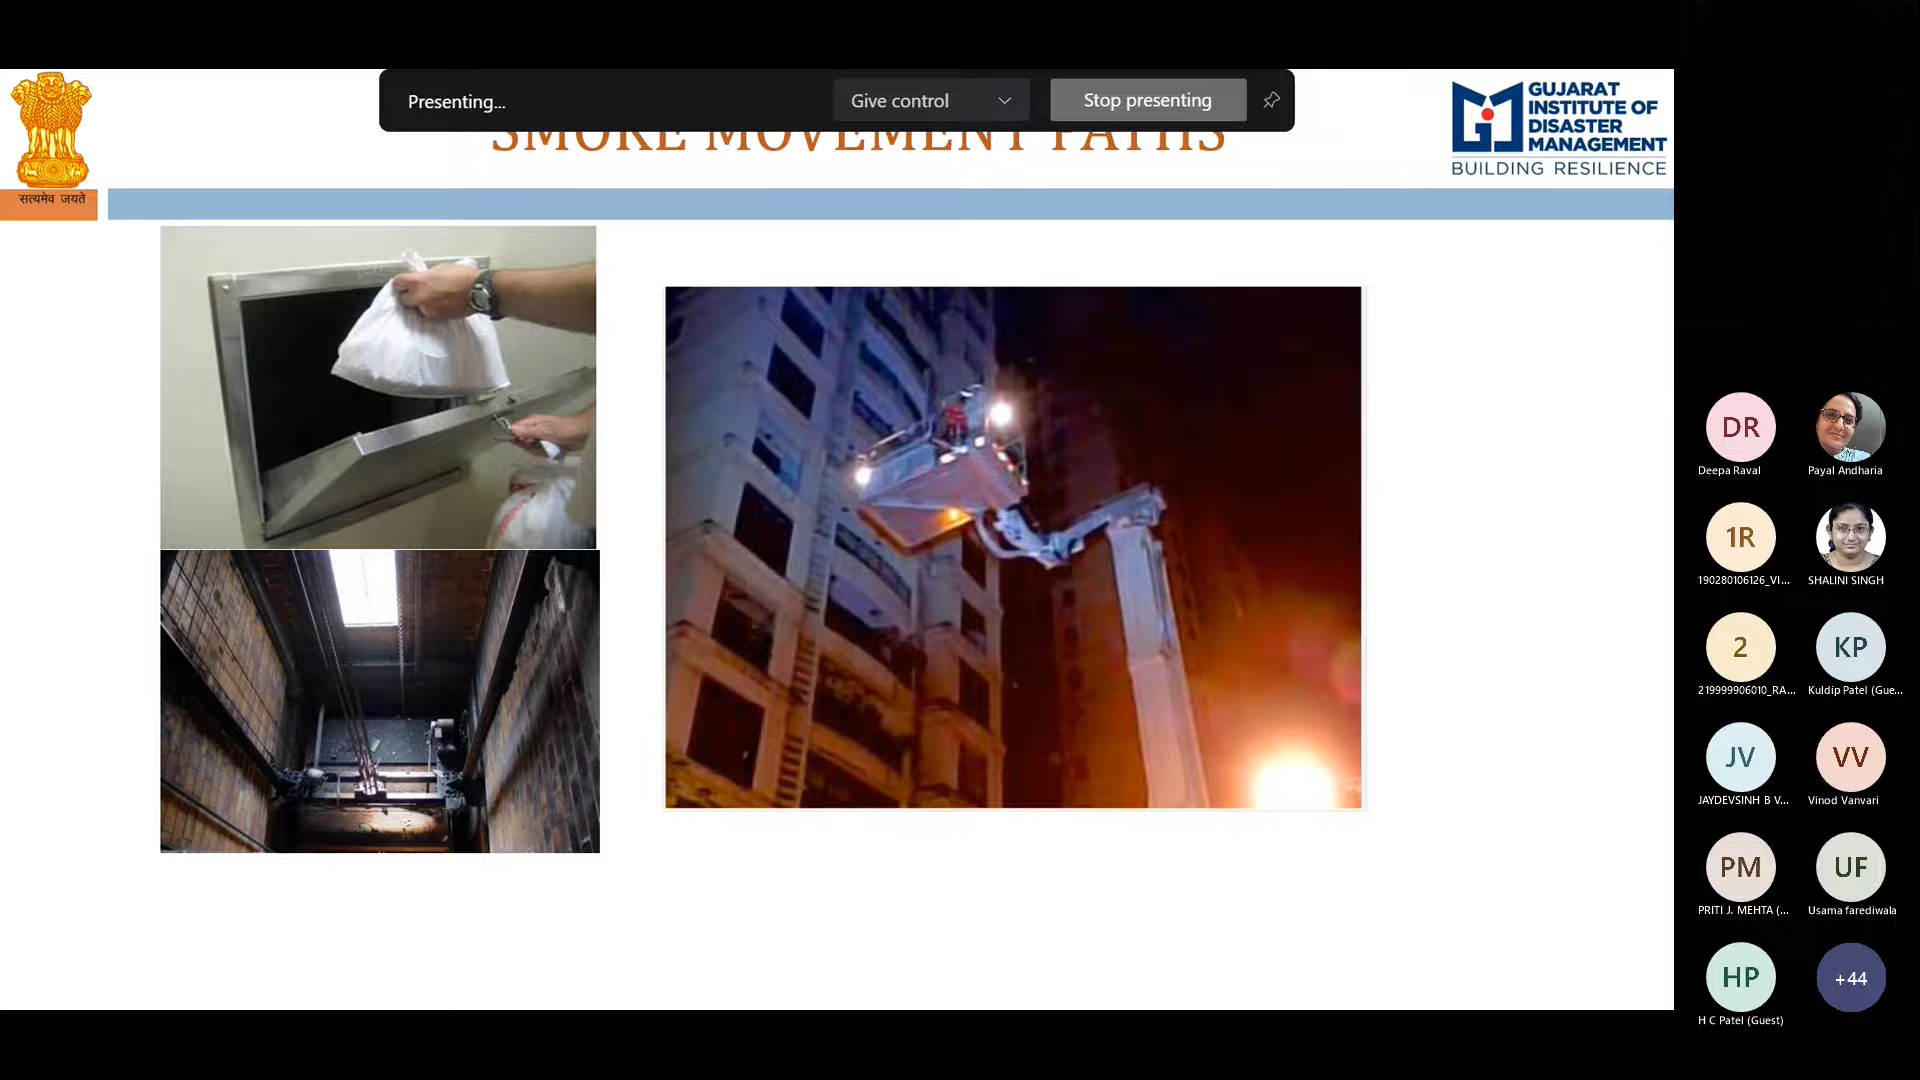 Presenting...
Give control
Stop presenting
SMOKE MOVEMENT PATHS
GUJARAT
INSTITUTE OF
DISASTER
MANAGEMENT
BUILDING RESILIENCE
सत्यमेव जयते
DR
Deepa Raval
Payal Andharia
1R
190280106126_VI...
SHALINI SINGH
2
219999906010_RA...
KP
Kuldip Patel (Gue...
JV
JAYDEVSINH B V...
VV
Vinod Vanvari
PM
PRITI J. MEHTA (...
UF
Usama farediwala
HP
H C Patel (Guest)
+44